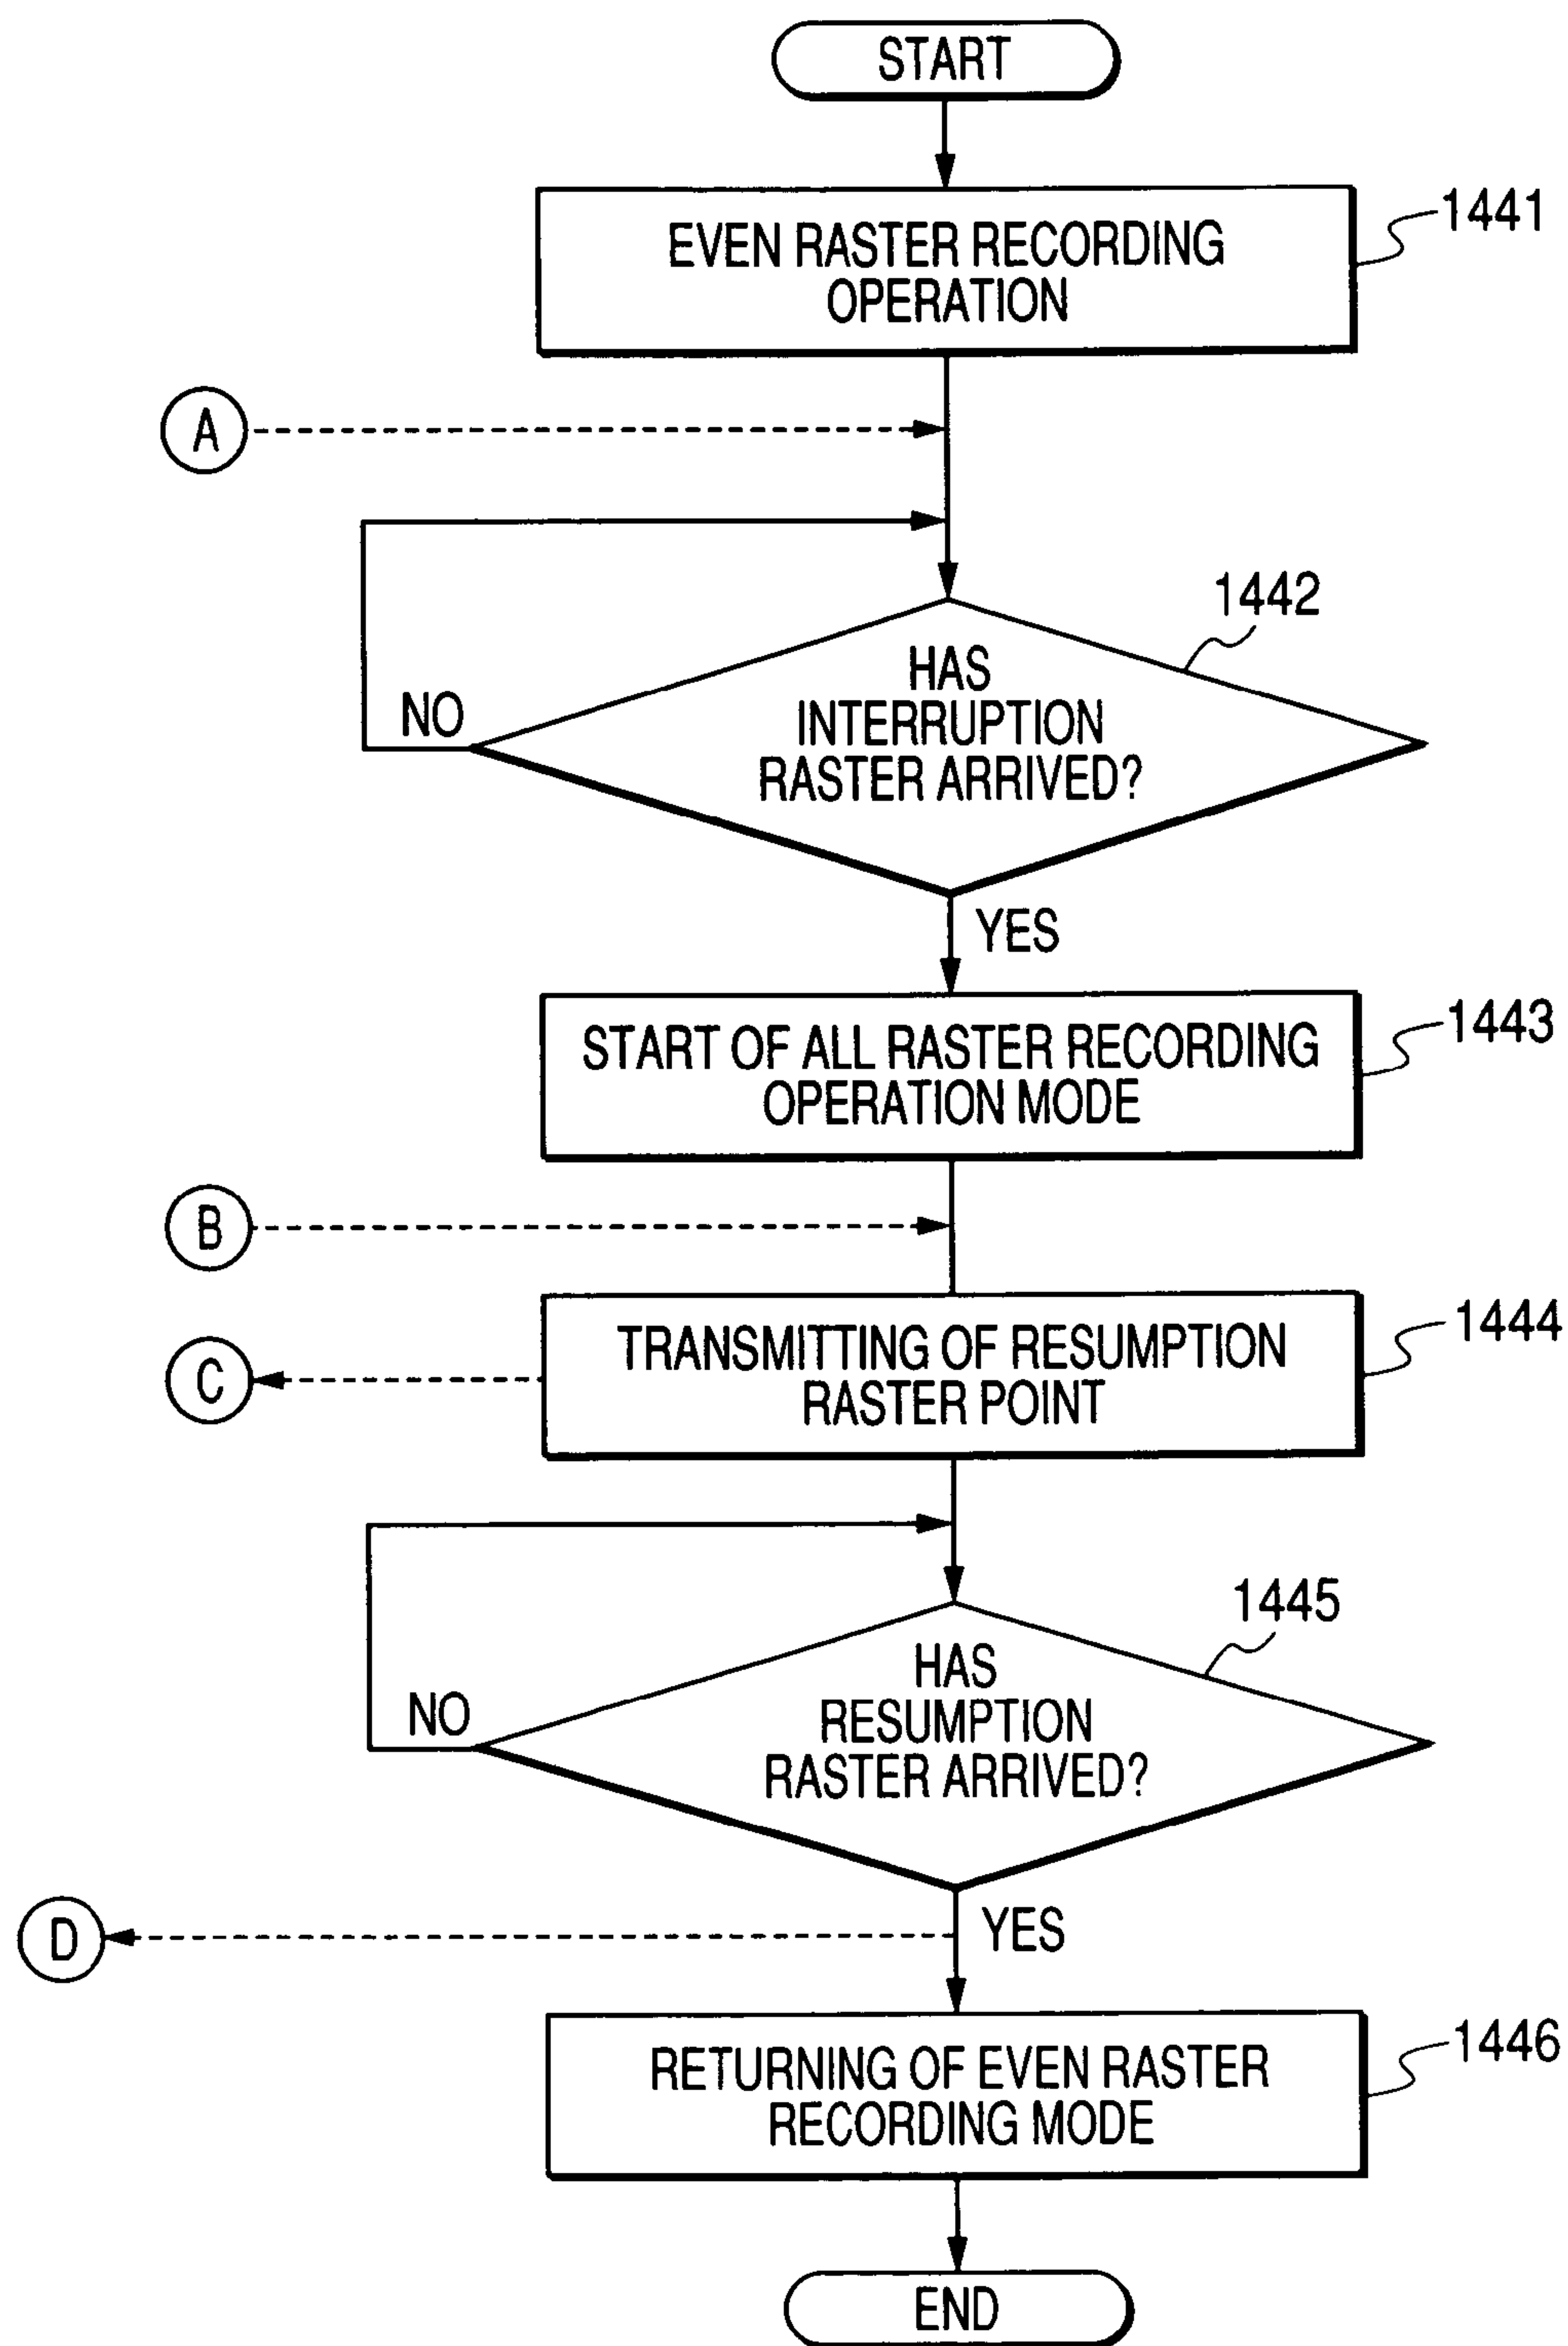 START
EVEN RASTER RECORDING
OPERATION
1441
A
1442
HAS
INTERRUPTION
RASTER ARRIVED?
NO
YES
START OF ALL RASTER RECORDING
OPERATION MODE
1443
B
TRANSMITTING OF RESUMPTION
RASTER POINT
1444
C
1445
HAS
RESUMPTION
RASTER ARRIVED?
NO
YES
D
RETURNING OF EVEN RASTER
RECORDING MODE
1446
END